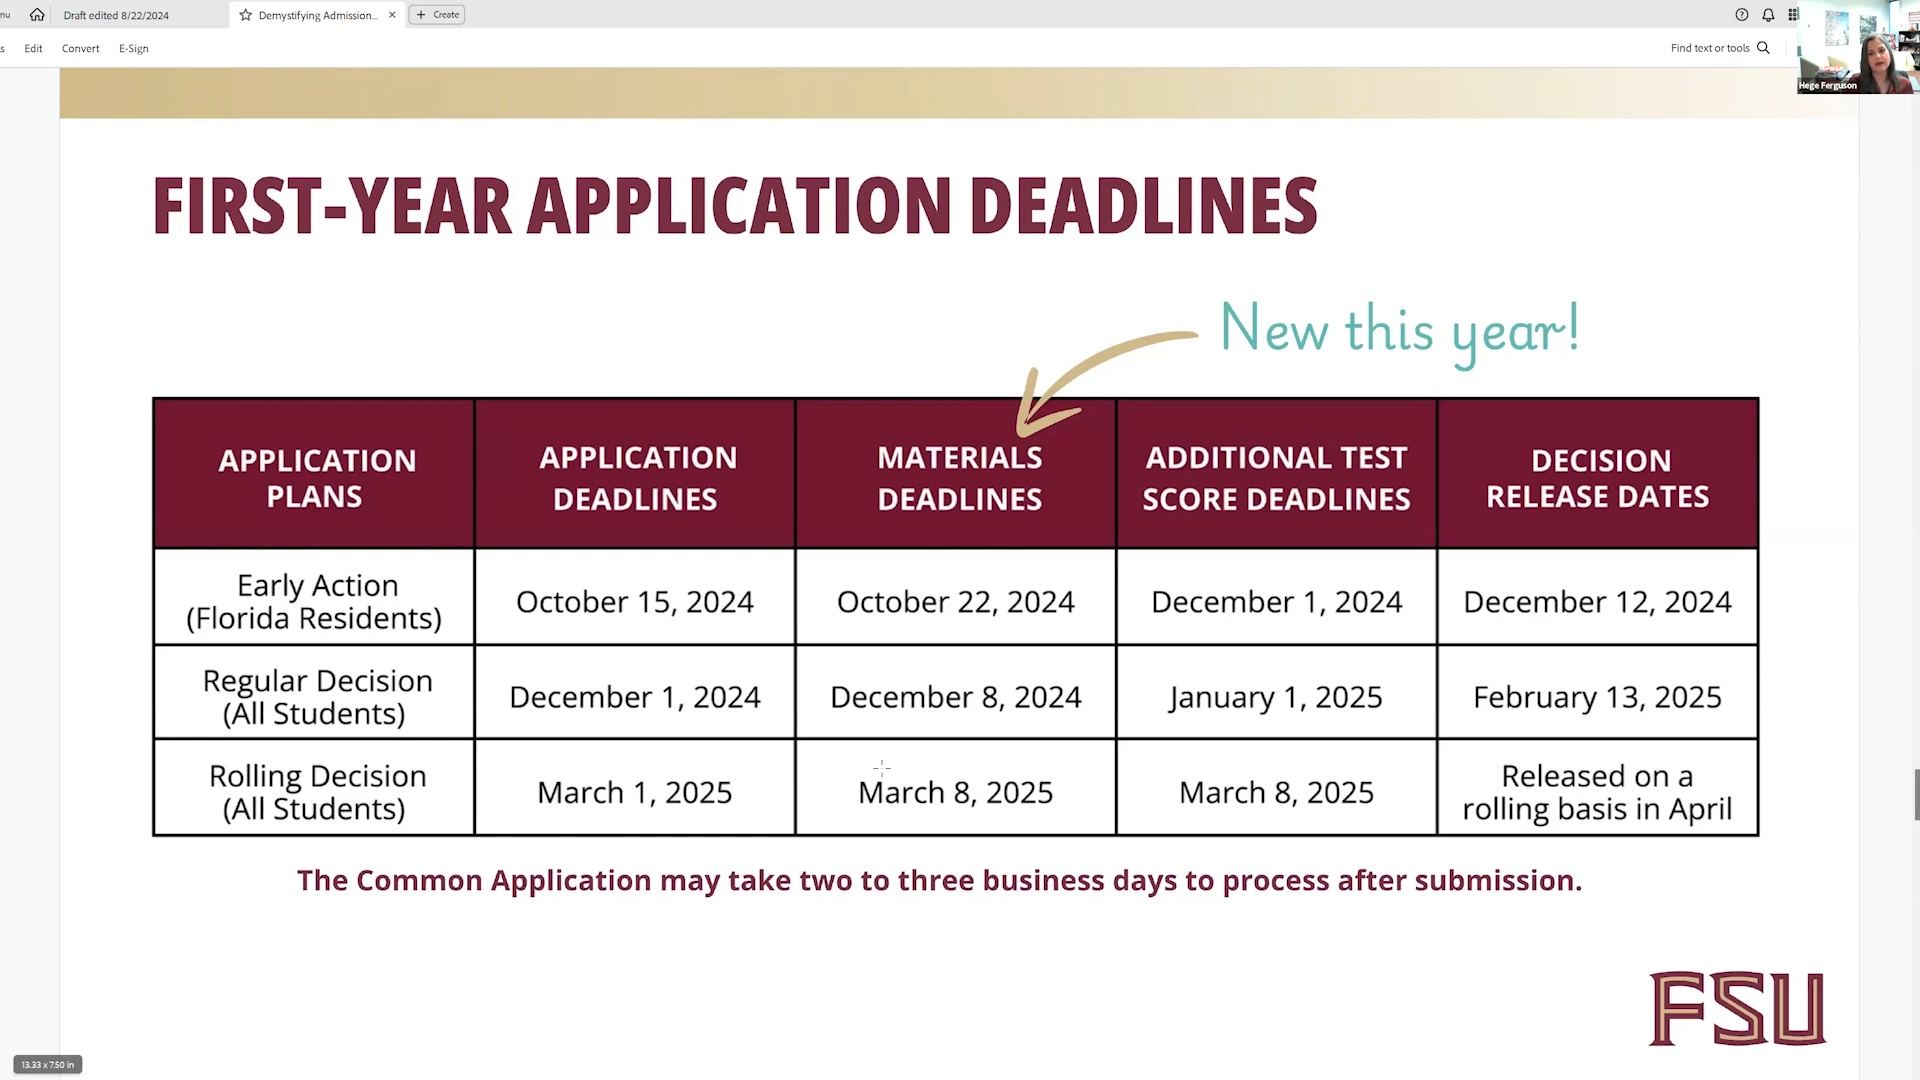 nu
Draft edited 8/22/2024
Demystifying Admission...
Create
s
Edit
Convert
E-Sign
Find text or tools
Hege Ferguson
FIRST-YEAR APPLICATION DEADLINES
New this year!
APPLICATION
PLANS
APPLICATION
DEADLINES
MATERIALS
DEADLINES
ADDITIONAL TEST
SCORE DEADLINES
DECISION
RELEASE DATES
Early Action
(Florida Residents)
October 15, 2024
October 22, 2024
December 1, 2024
December 12, 2024
Regular Decision
(All Students)
December 1, 2024
December 8, 2024
January 1, 2025
February 13, 2025
Rolling Decision
(All Students)
March 1, 2025
March 8, 2025
March 8, 2025
Released on a
rolling basis in April
The Common Application may take two to three business days to process after submission.
FSU
13.33 x 7.50 in